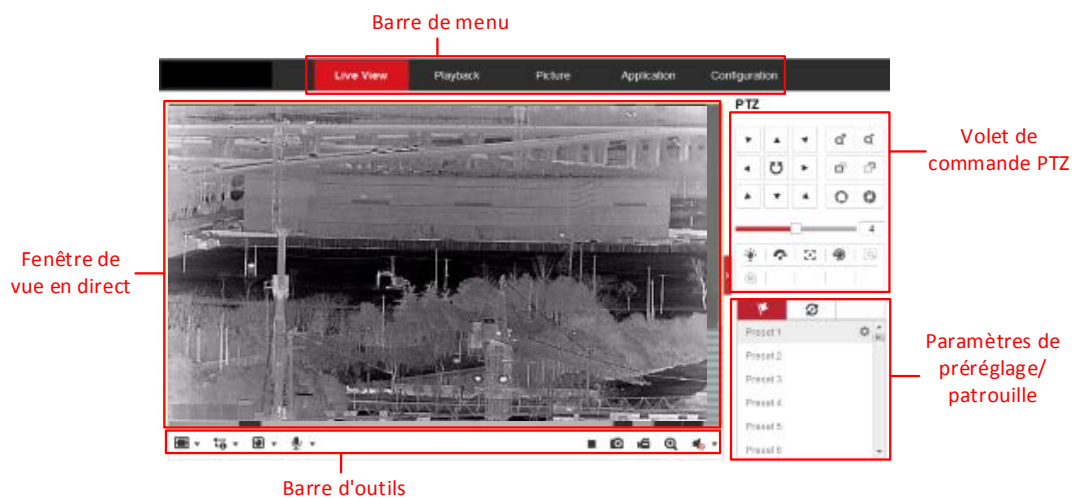 Barre de menu
Live View Playback Picture Application Configuration
PTZ
Volet de
commande PTZ
4
Fenêtre de
vue en direct
Preset 1
Preset 2
Preset 3
Preset 4
Preset 5
Preset 6
Paramètres de
préréglage/
patrouille
Barre d'outils